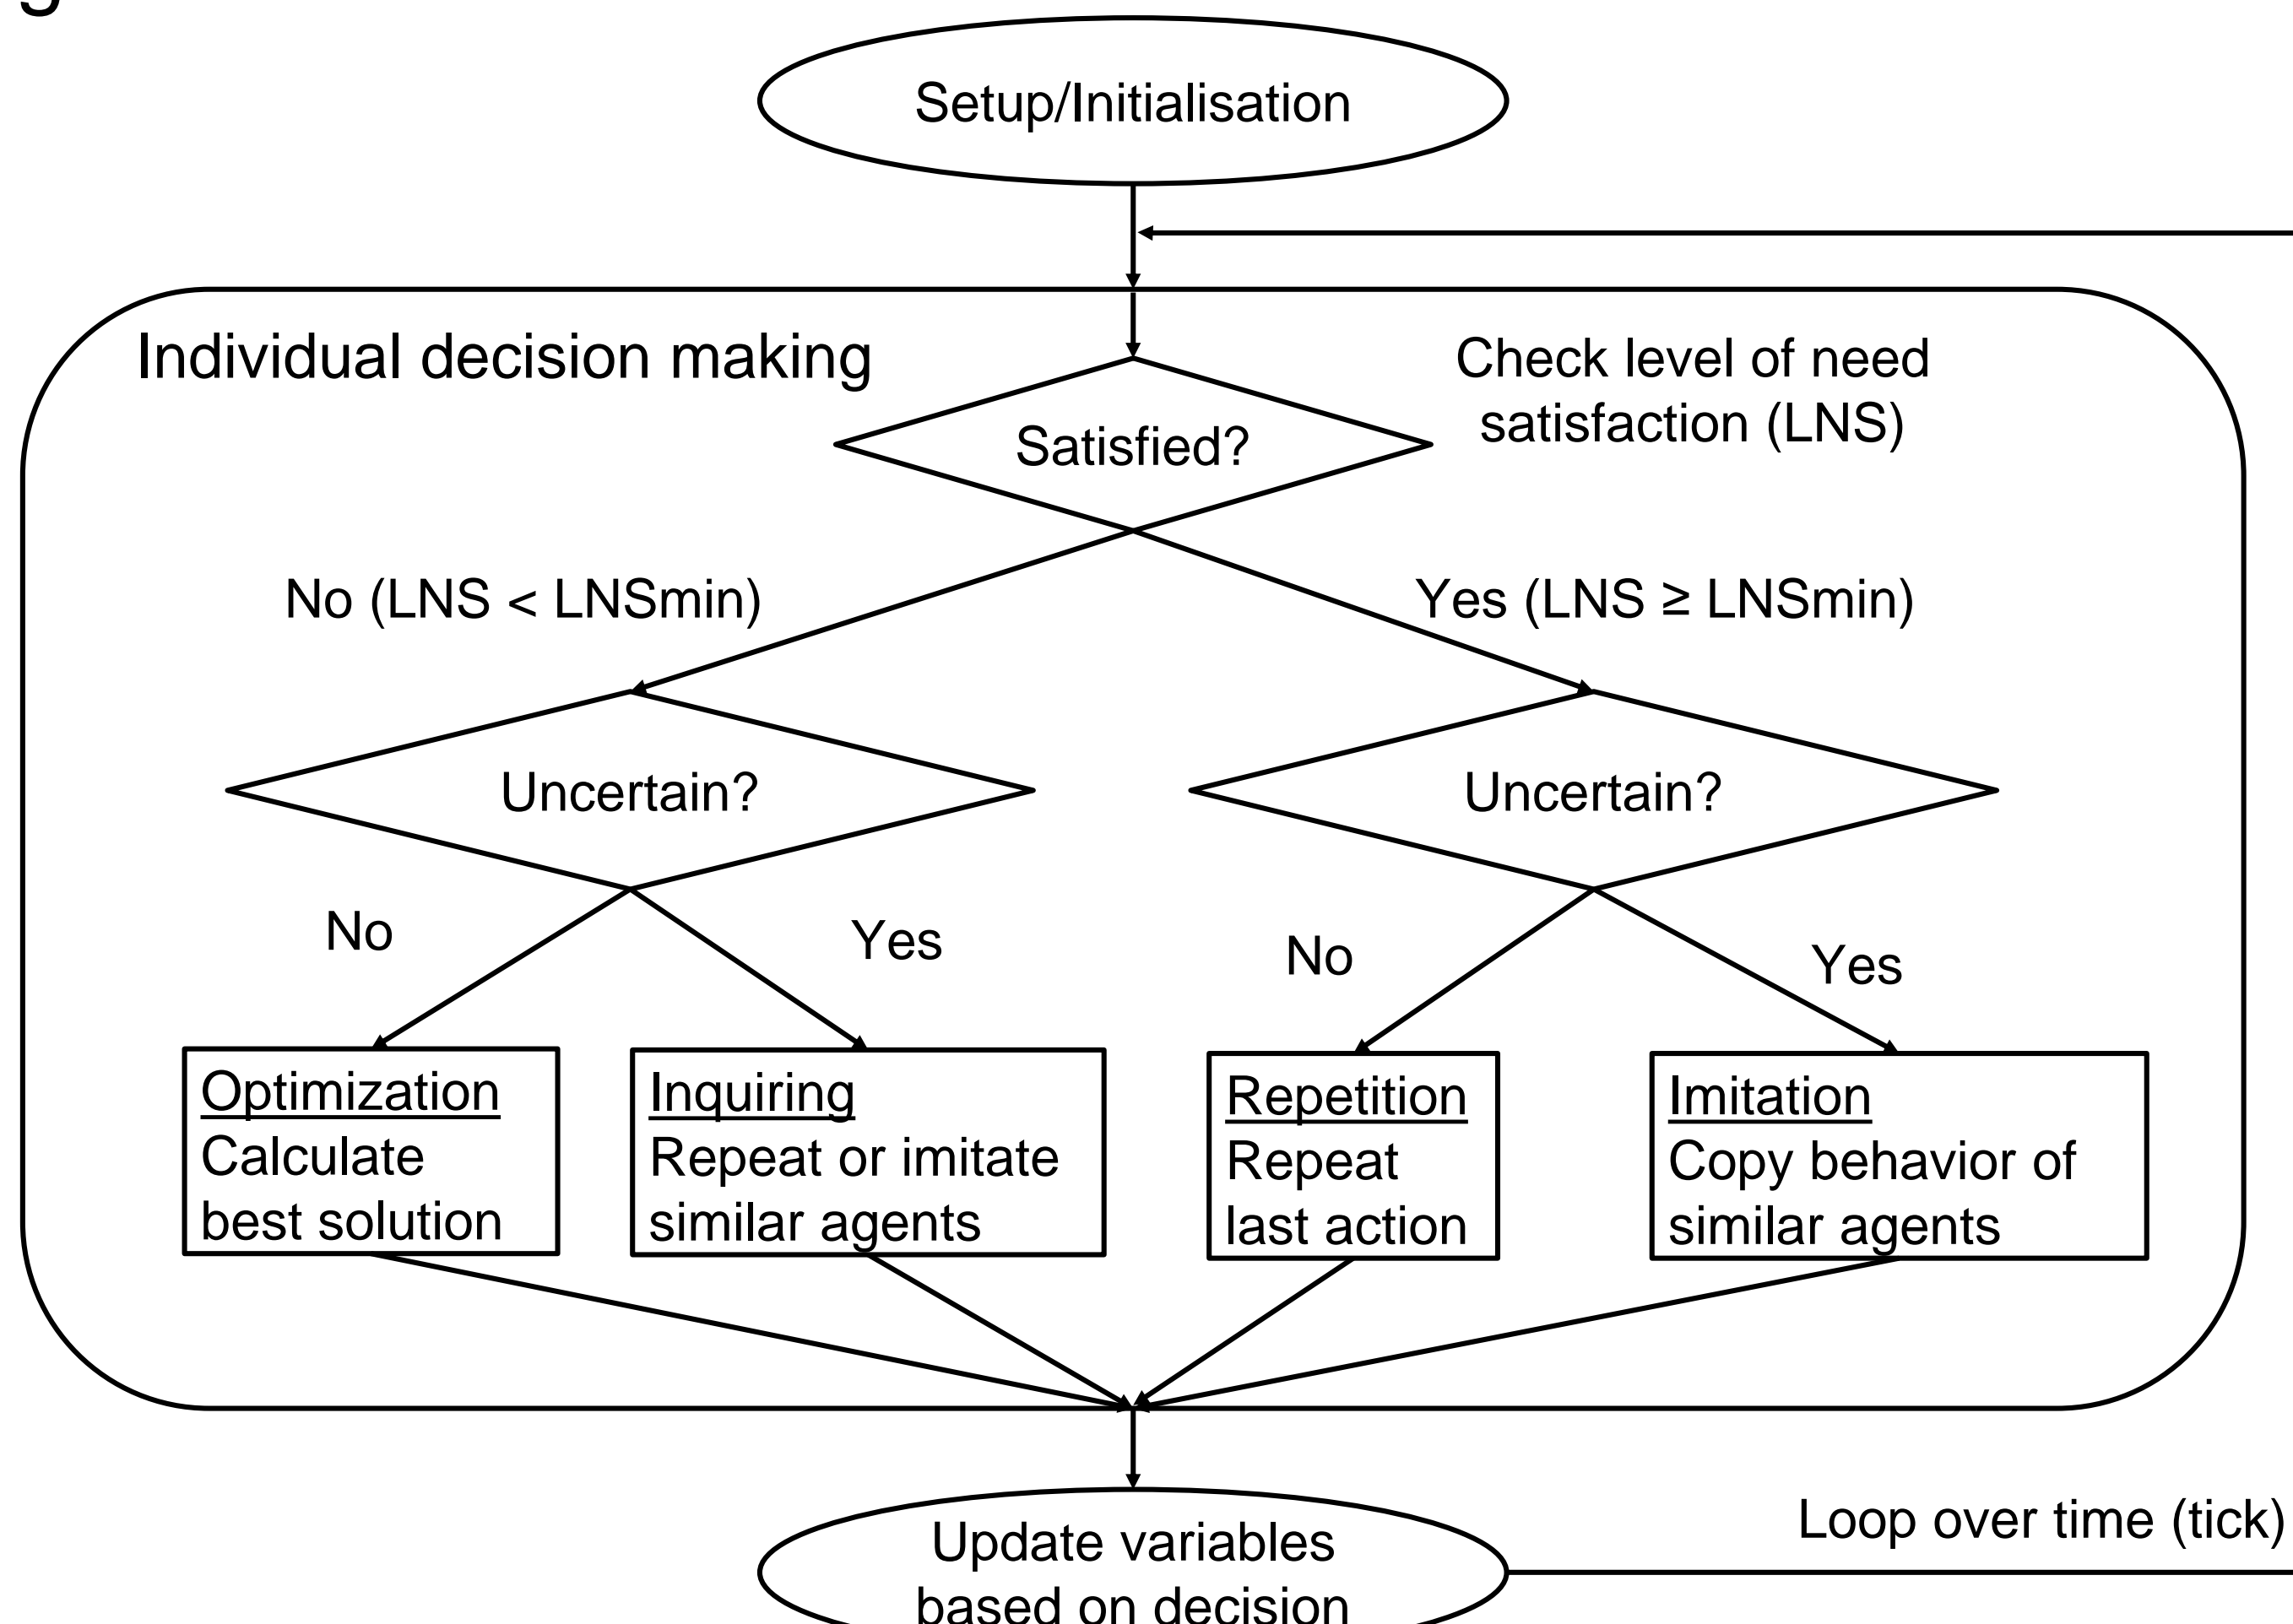 Setup/Initialisation
Individual decision making
Check level of need
satisfaction (LNS)
Satisfied?
No (LNS < LNSmin)
Yes (LNS ≥ LNSmin)
Uncertain?
Uncertain?
No
Yes
No
Yes
Optimization
Calculate
best solution
Inquiring
Repeat or imitate
similar agents
Repetition
Repeat
last action
Imitation
Copy behavior of
similar agents
Loop over time (tick)
Update variables
based on decision